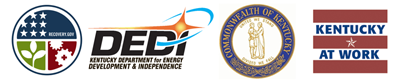 RECOVERY.GOV
DEDI
KENTUCKY DEPARTMENT for ENERGY
DEVELOPMENT & INDEPENDENCE
COMMONWEALTH OF KENTUCKY
KENTUCKY
AT WORK